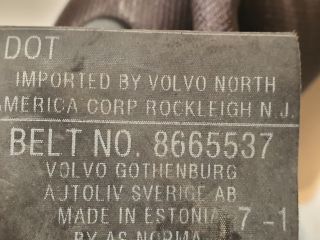 DOT
IMPORTED BY VOLVO NORTH
AMERICA CORP ROCKLEIGH N.J.
BELT NO. 8665537
VOLVO GOTHENBURG
AUTOLIV SVERIGE AB
MADE IN ESTONIA 7-1
BY AS NORMA